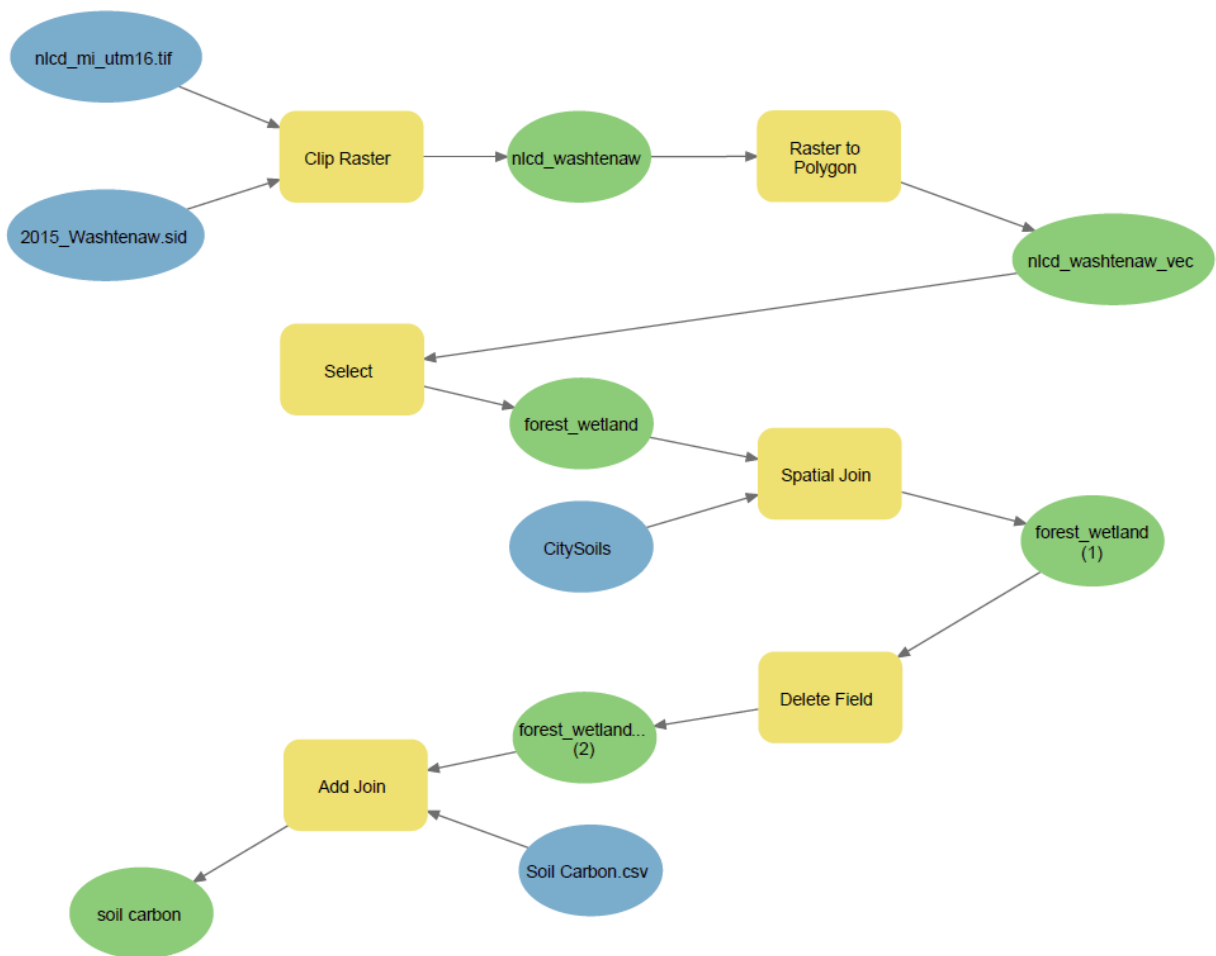 nlcd_mi_utm16.tif
Clip Raster
nlcd_washtenaw
Raster to
Polygon
2015_Washtenaw.sid
nlcd_washtenaw_vec
Select
forest_wetland
Spatial Join
CitySoils
forest_wetland
(1)
Delete Field
forest_wetland...
(2)
Add Join
Soil Carbon.csv
soil carbon